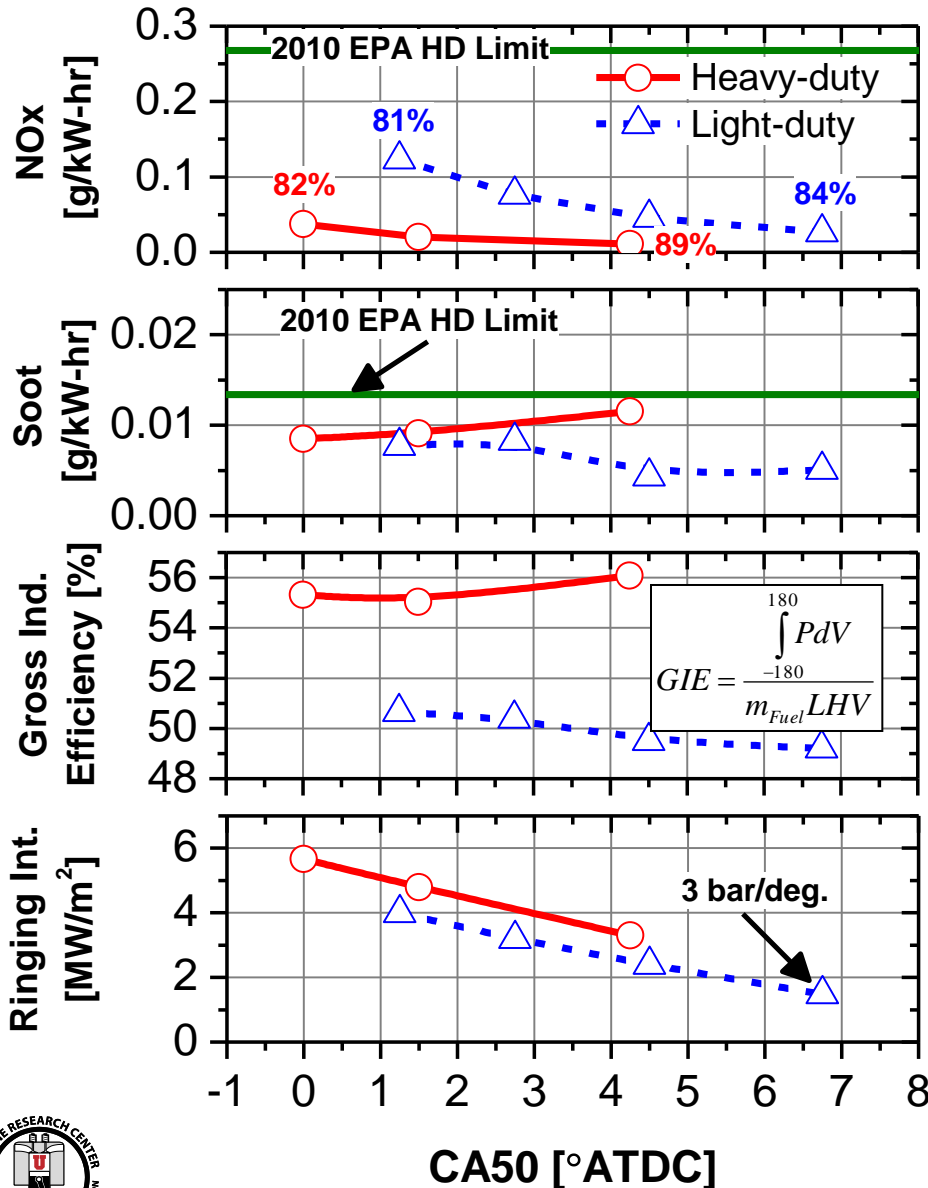 NOx
[g/kW-hr]
0.3
0.2
0.1
0.0
2010 EPA HD Limit
Heavy-duty
Light-duty
81%
82%
84%
89%
Soot
[g/kW-hr]
0.02
0.01
0.00
2010 EPA HD Limit
Gross Ind.
Efficiency [%]
56
54
52
50
48
GIE = ∫₋₁₈₀¹⁸⁰ PdV / m_Fuel LHV
Ringing Int.
[MW/m²]
6
4
2
0
3 bar/deg.
-1 0 1 2 3 4 5 6 7 8
CA50 [°ATDC]
RESEARCH CENTER
U